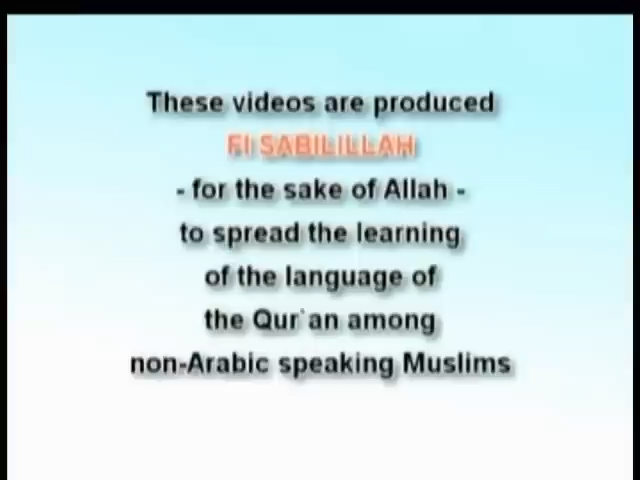 These videos are produced
FI SABILILLAH
- for the sake of Allah -
to spread the learning
of the language of
the Qur`an among
non-Arabic speaking Muslims